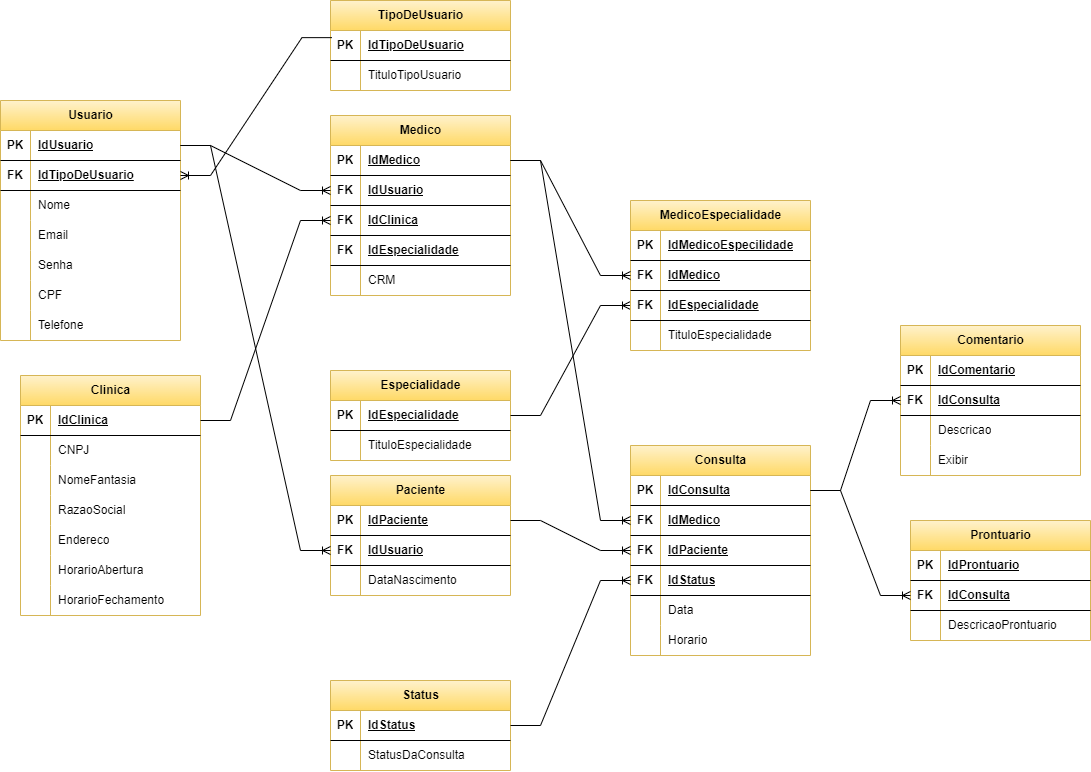 TipoDeUsuario
PK IdTipoDeUsuario
TituloTipoUsuario
Usuario
PK IdUsuario
FK IdTipoDeUsuario
Nome
Email
Senha
CPF
Telefone
Medico
PK IdMedico
FK IdUsuario
FK IdClinica
FK IdEspecialidade
CRM
MedicoEspecialidade
PK IdMedicoEspecilidade
FK IdMedico
FK IdEspecialidade
TituloEspecialidade
Clinica
PK IdClinica
CNPJ
NomeFantasia
RazaoSocial
Endereco
HorarioAbertura
HorarioFechamento
Especialidade
PK IdEspecialidade
TituloEspecialidade
Paciente
PK IdPaciente
FK IdUsuario
DataNascimento
Consulta
PK IdConsulta
FK IdMedico
FK IdPaciente
FK IdStatus
Data
Horario
Comentario
PK IdComentario
FK IdConsulta
Descricao
Exibir
Prontuario
PK IdProntuario
FK IdConsulta
DescricaoProntuario
Status
PK IdStatus
StatusDaConsulta